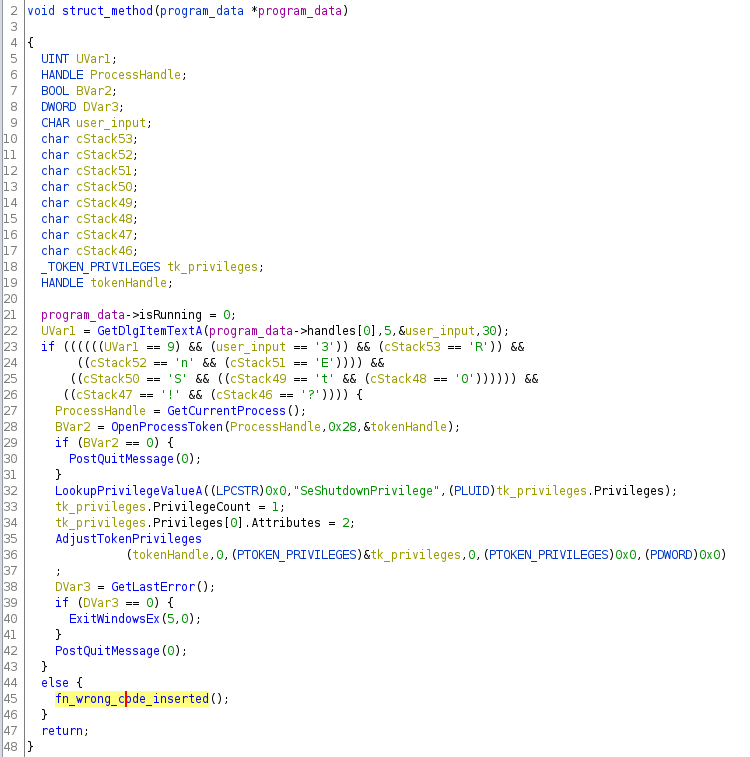 2 void struct_method(program_data *program_data)
3
4 {
5   UINT UVar1;
6   HANDLE ProcessHandle;
7   BOOL BVar2;
8   DWORD DVar3;
9   CHAR user_input;
10   char cStack53;
11   char cStack52;
12   char cStack51;
13   char cStack50;
14   char cStack49;
15   char cStack48;
16   char cStack47;
17   char cStack46;
18   _TOKEN_PRIVILEGES tk_privileges;
19   HANDLE tokenHandle;
20
21   program_data->isRunning = 0;
22   UVar1 = GetDlgItemTextA(program_data->handles[0],5,&user_input,30);
23   if ((((((UVar1 == 9) && (user_input == '3')) && (cStack53 == 'R')) &&
24        ((cStack52 == 'n' && (cStack51 == 'E')))) &&
25       ((cStack50 == 'S' && ((cStack49 == 't' && (cStack48 == '0')))))) &&
26      ((cStack47 == '!' && (cStack46 == '?')))) {
27     ProcessHandle = GetCurrentProcess();
28     BVar2 = OpenProcessToken(ProcessHandle,0x28,&tokenHandle);
29     if (BVar2 == 0) {
30       PostQuitMessage(0);
31     }
32     LookupPrivilegeValueA((LPCSTR)0x0,"SeShutdownPrivilege",(PLUID)tk_privileges.Privileges);
33     tk_privileges.PrivilegeCount = 1;
34     tk_privileges.Privileges[0].Attributes = 2;
35     AdjustTokenPrivileges
36               (tokenHandle,0,(PTOKEN_PRIVILEGES)&tk_privileges,0,(PTOKEN_PRIVILEGES)0x0,(PDWORD)0x0)
37     ;
38     DVar3 = GetLastError();
39     if (DVar3 == 0) {
40       ExitWindowsEx(5,0);
41     }
42     PostQuitMessage(0);
43   }
44   else {
45     fn_wrong_code_inserted();
46   }
47   return;
48 }